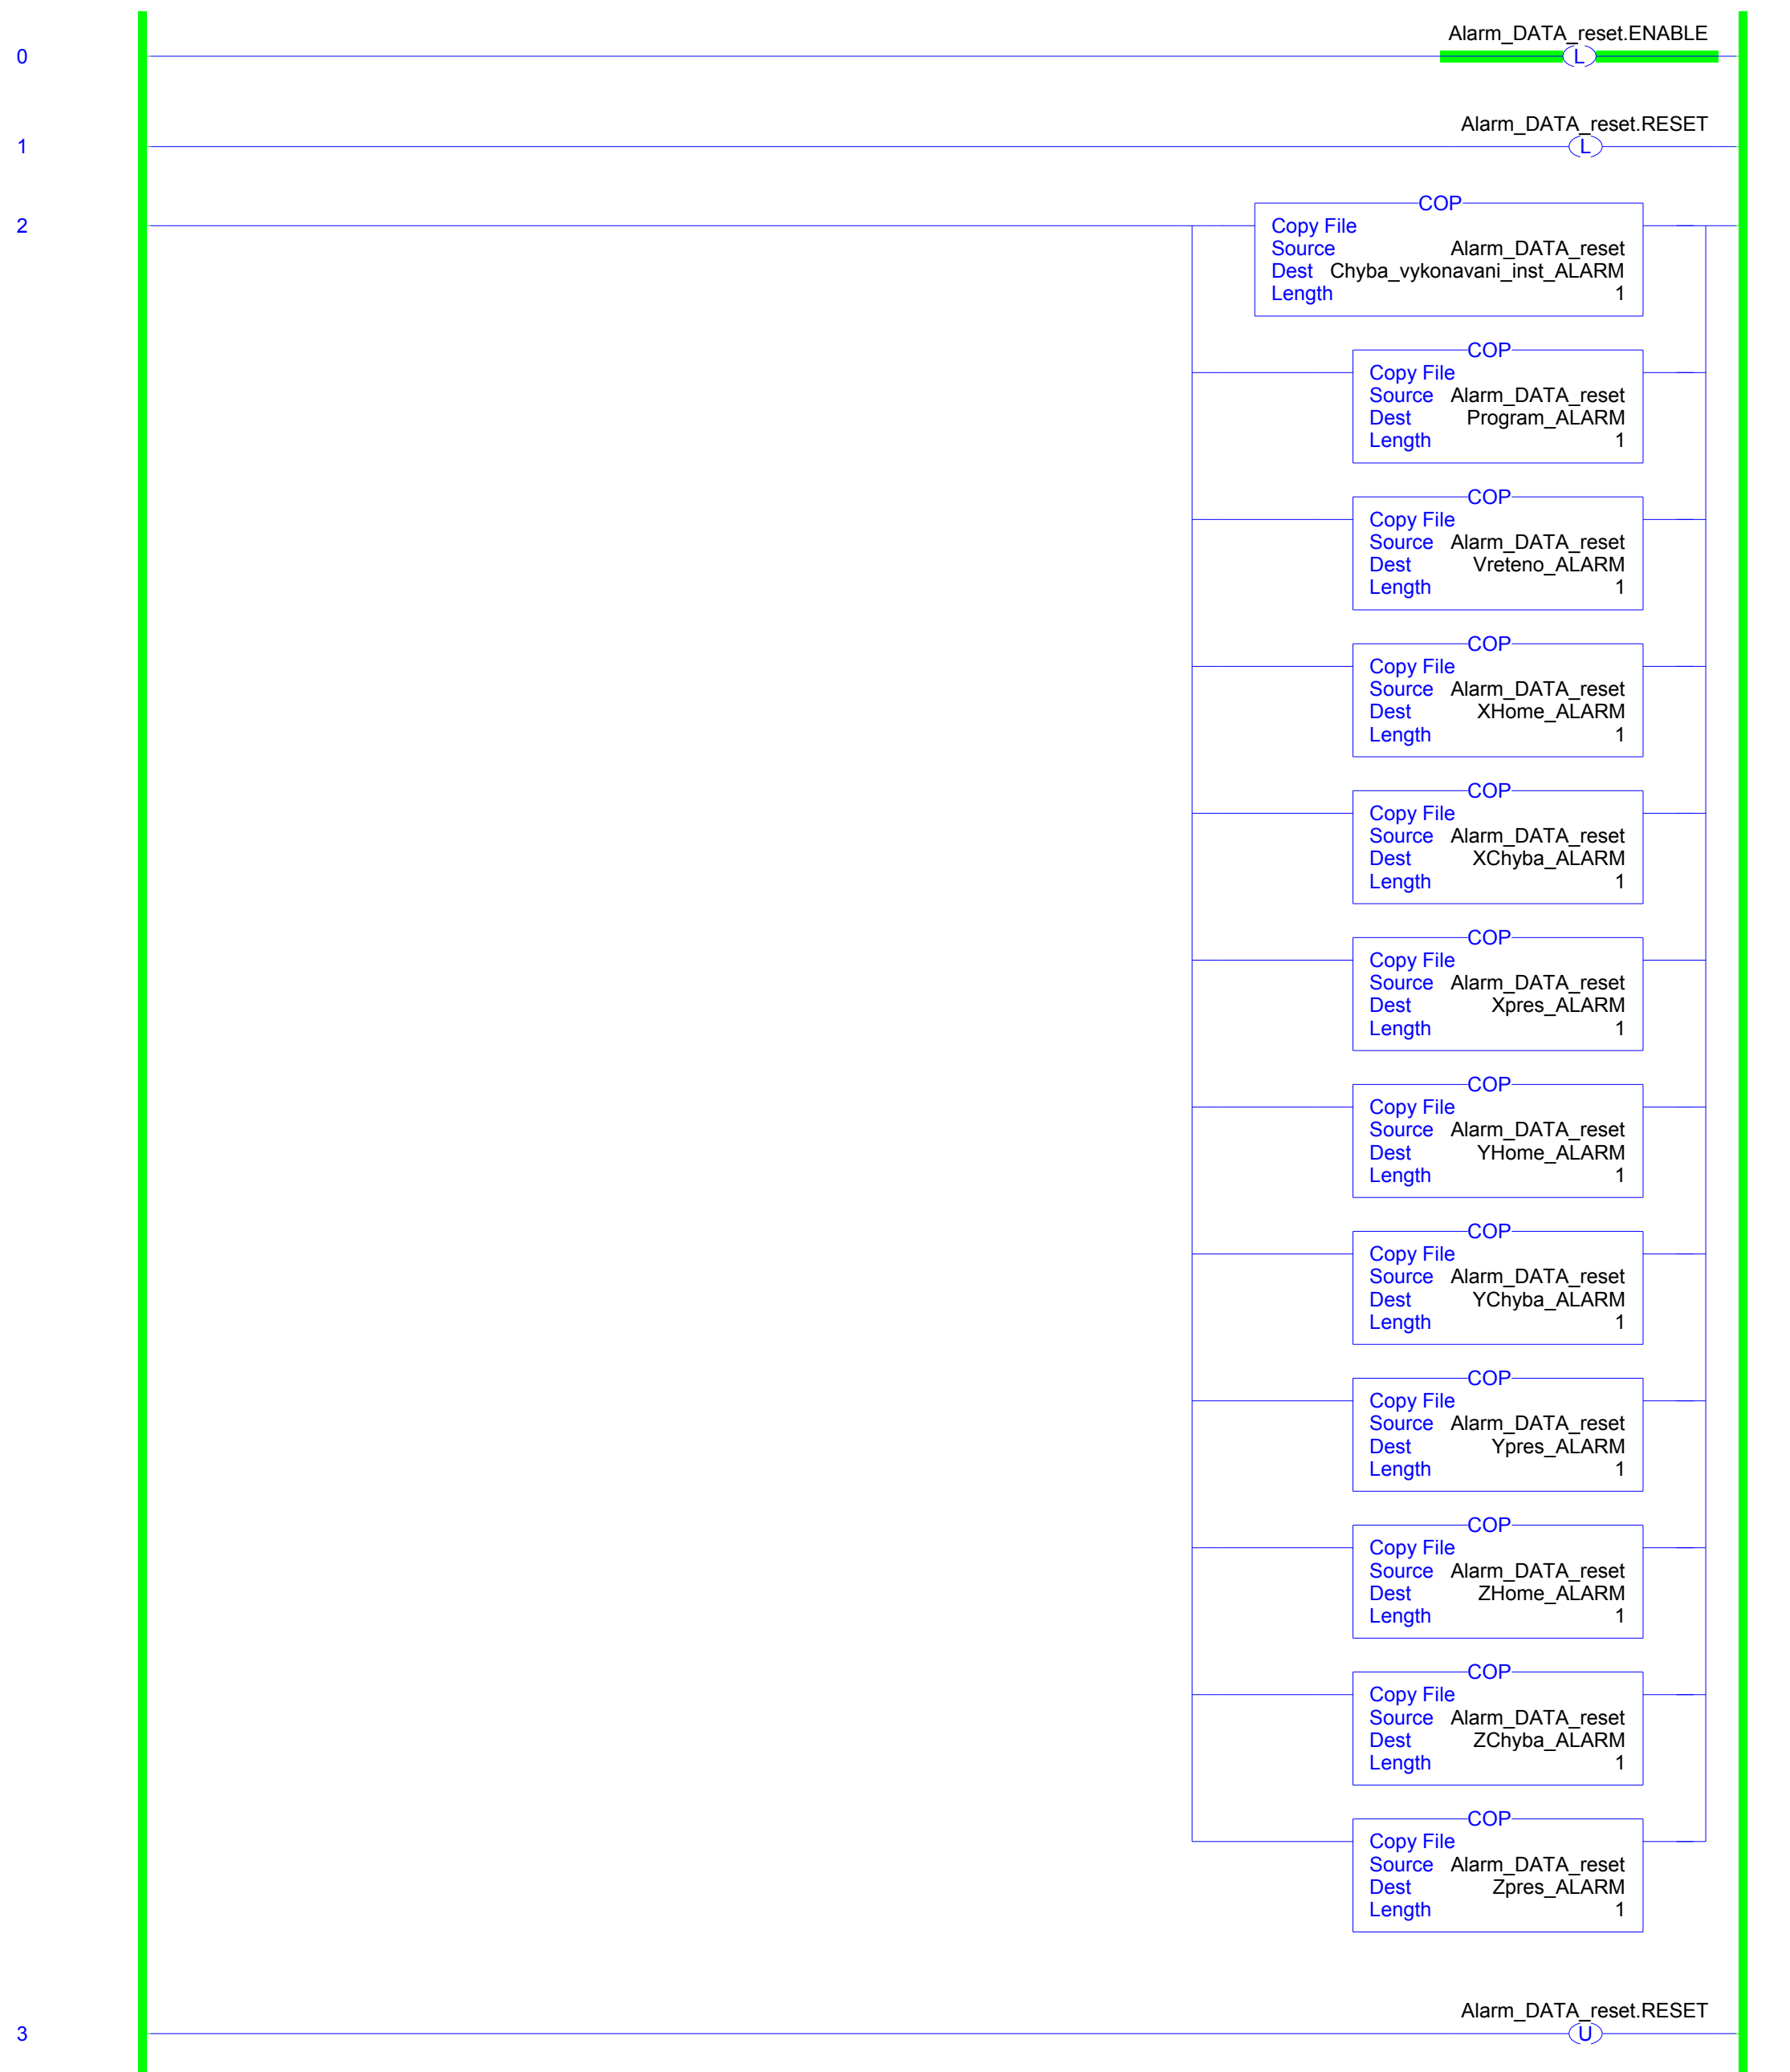 Alarm_DATA_reset.ENABLE
0
L
Alarm_DATA_reset.RESET
1
L
COP
2
Copy File
Source Alarm_DATA_reset
Dest Chyba_vykonavani_inst_ALARM
Length 1
COP
Copy File
Source Alarm_DATA_reset
Dest Program_ALARM
Length 1
COP
Copy File
Source Alarm_DATA_reset
Dest Vreteno_ALARM
Length 1
COP
Copy File
Source Alarm_DATA_reset
Dest XHome_ALARM
Length 1
COP
Copy File
Source Alarm_DATA_reset
Dest XChyba_ALARM
Length 1
COP
Copy File
Source Alarm_DATA_reset
Dest Xpres_ALARM
Length 1
COP
Copy File
Source Alarm_DATA_reset
Dest YHome_ALARM
Length 1
COP
Copy File
Source Alarm_DATA_reset
Dest YChyba_ALARM
Length 1
COP
Copy File
Source Alarm_DATA_reset
Dest Ypres_ALARM
Length 1
COP
Copy File
Source Alarm_DATA_reset
Dest ZHome_ALARM
Length 1
COP
Copy File
Source Alarm_DATA_reset
Dest ZChyba_ALARM
Length 1
COP
Copy File
Source Alarm_DATA_reset
Dest Zpres_ALARM
Length 1
Alarm_DATA_reset.RESET
3
U